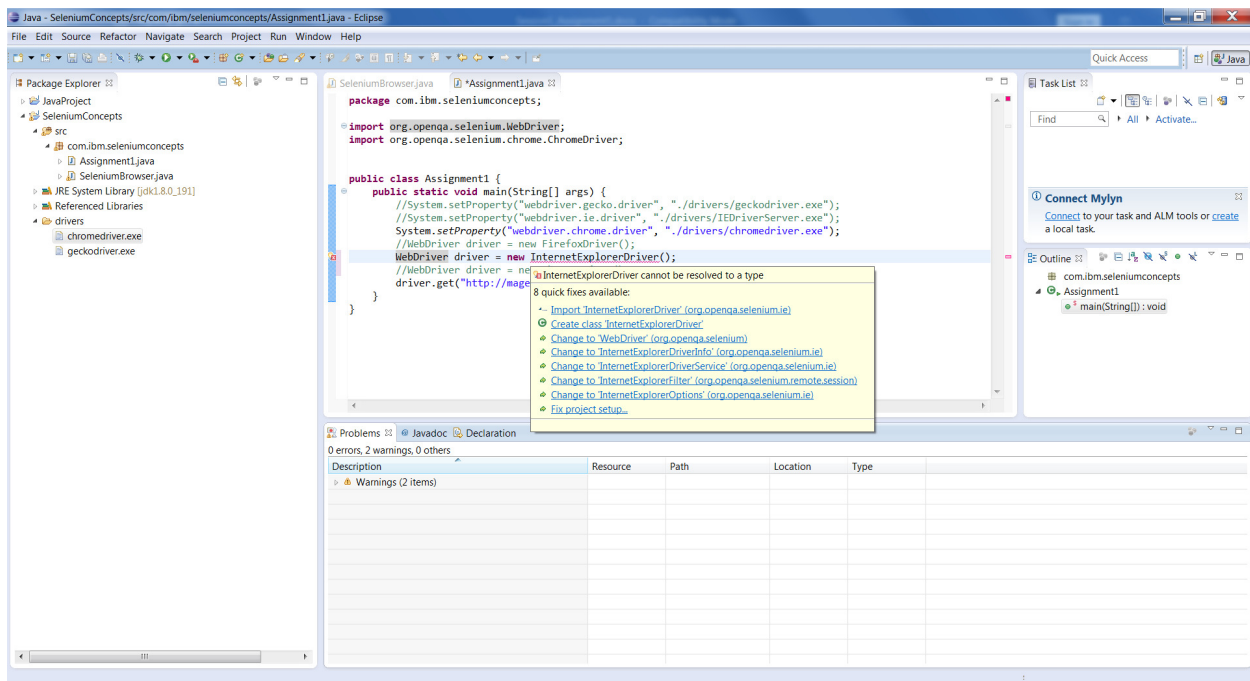 Java - SeleniumConcepts/src/com/ibm/seleniumconcepts/Assignment1.java - Eclipse
File Edit Source Refactor Navigate Search Project Run Window Help
Quick Access
Java
Package Explorer
JavaProject
SeleniumConcepts
src
com.ibm.seleniumconcepts
Assignment1.java
SeleniumBrowser.java
JRE System Library [jdk1.8.0_191]
Referenced Libraries
drivers
chromedriver.exe
geckodriver.exe
SeleniumBrowser.java
*Assignment1.java
package com.ibm.seleniumconcepts;
import org.openqa.selenium.WebDriver;
import org.openqa.selenium.chrome.ChromeDriver;
public class Assignment1 {
public static void main(String[] args) {
//System.setProperty("webdriver.gecko.driver", "./drivers/geckodriver.exe");
//System.setProperty("webdriver.ie.driver", "./drivers/IEDriverServer.exe");
System.setProperty("webdriver.chrome.driver", "./drivers/chromedriver.exe");
//WebDriver driver = new FirefoxDriver();
WebDriver driver = new InternetExplorerDriver();
//WebDriver driver = ne
driver.get("http://mage
}
}
InternetExplorerDriver cannot be resolved to a type
8 quick fixes available:
Import 'InternetExplorerDriver' (org.openqa.selenium.ie)
Create class 'InternetExplorerDriver'
Change to 'WebDriver' (org.openqa.selenium)
Change to 'InternetExplorerDriverInfo' (org.openqa.selenium.ie)
Change to 'InternetExplorerDriverService' (org.openqa.selenium.ie)
Change to 'InternetExplorerFilter' (org.openqa.selenium.remote.session)
Change to 'InternetExplorerOptions' (org.openqa.selenium.ie)
Fix project setup...
Task List
Find
All
Activate...
Connect Mylyn
Connect to your task and ALM tools or create
a local task.
Outline
com.ibm.seleniumconcepts
Assignment1
main(String[]) : void
Problems
Javadoc
Declaration
0 errors, 2 warnings, 0 others
Description Resource Path Location Type
Warnings (2 items)